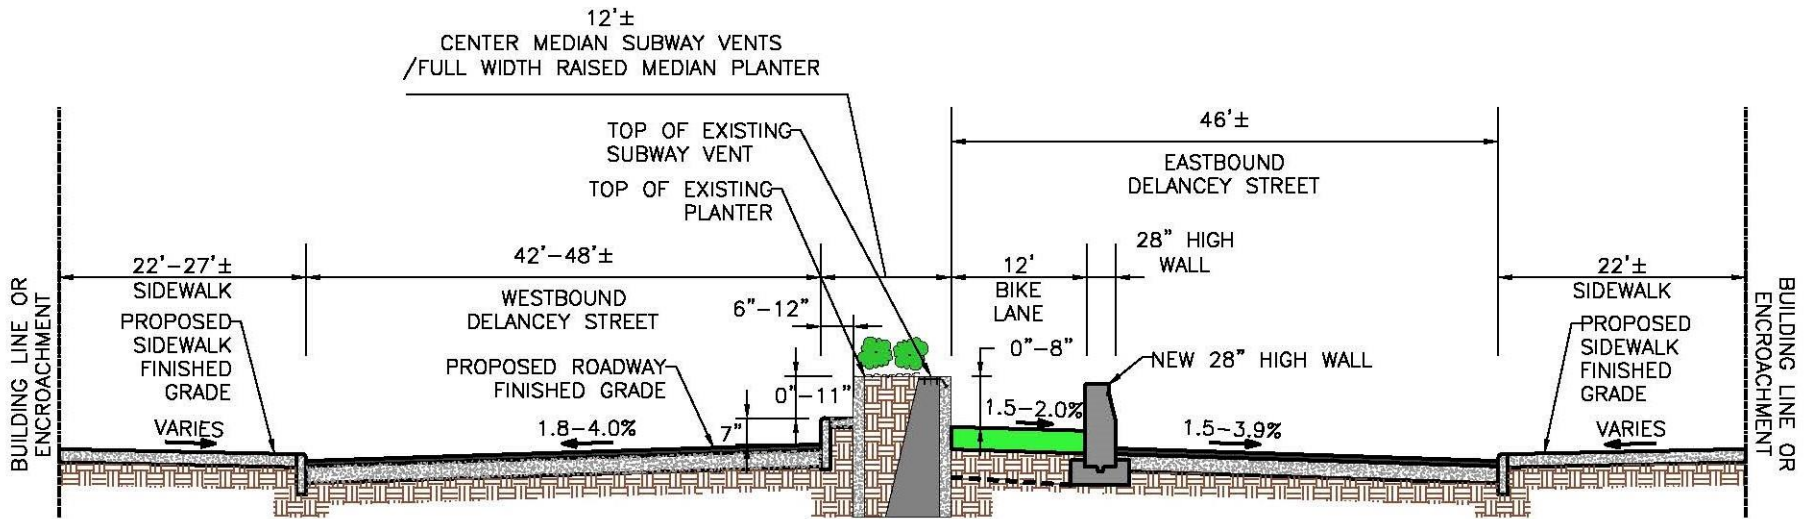 12'±
CENTER MEDIAN SUBWAY VENTS
/FULL WIDTH RAISED MEDIAN PLANTER
TOP OF EXISTING
SUBWAY VENT
TOP OF EXISTING
PLANTER
46'±
EASTBOUND
DELANCEY STREET
BUILDING LINE OR
ENCROACHMENT
22'-27'±
SIDEWALK
PROPOSED
SIDEWALK
FINISHED
GRADE
VARIES
42'-48'±
WESTBOUND
DELANCEY STREET
PROPOSED ROADWAY
FINISHED GRADE
1.8-4.0%
6"-12"
0"-11"
7"
12'
BIKE
LANE
0"-8"
1.5-2.0%
28" HIGH
WALL
NEW 28" HIGH WALL
1.5-3.9%
22'±
SIDEWALK
PROPOSED
SIDEWALK
FINISHED
GRADE
VARIES
BUILDING LINE OR
ENCROACHMENT